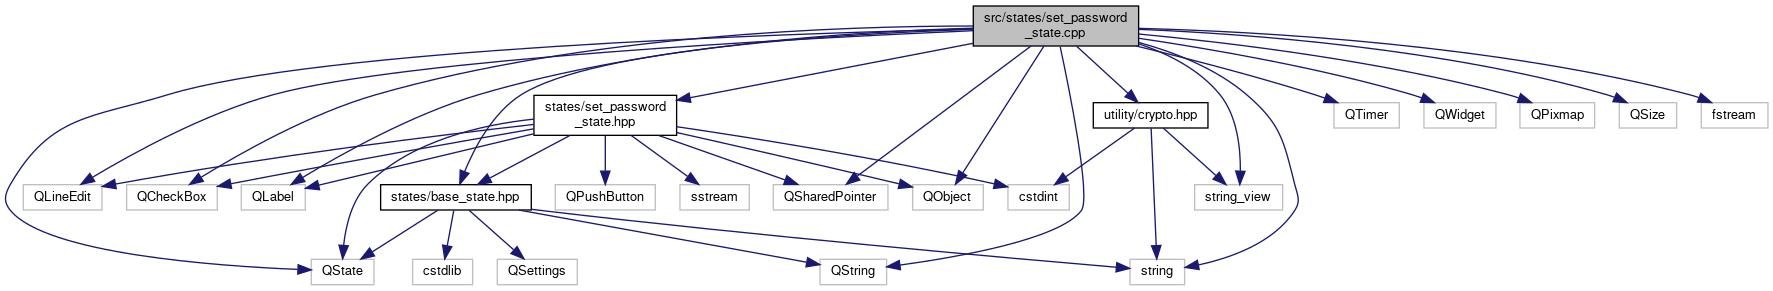 src/states/set_password
_state.cpp
states/set_password
_state.hpp
utility/crypto.hpp
QTimer
QWidget
QPixmap
QSize
fstream
QLineEdit
QCheckBox
QLabel
states/base_state.hpp
QPushButton
sstream
QSharedPointer
QObject
cstdint
string_view
QState
cstdlib
QSettings
QString
string